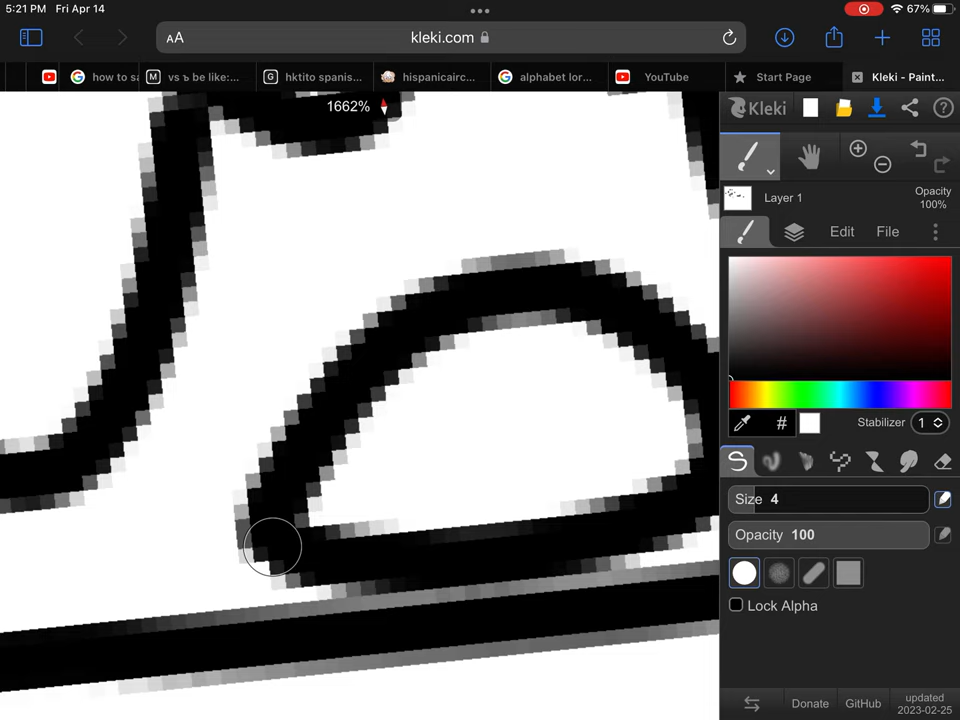 5:21 PM Fri Apr 14
67%
AA kleki.com
how to sa
vs ъ be like:...
hktito spanis...
hispanicairc...
alphabet lor...
YouTube
Start Page
Kleki - Paint...
1662%
Kleki
Layer 1
Opacity
100%
Edit File
# Stabilizer 1
Size 4
Opacity 100
Lock Alpha
Donate GitHub updated
2023-02-25